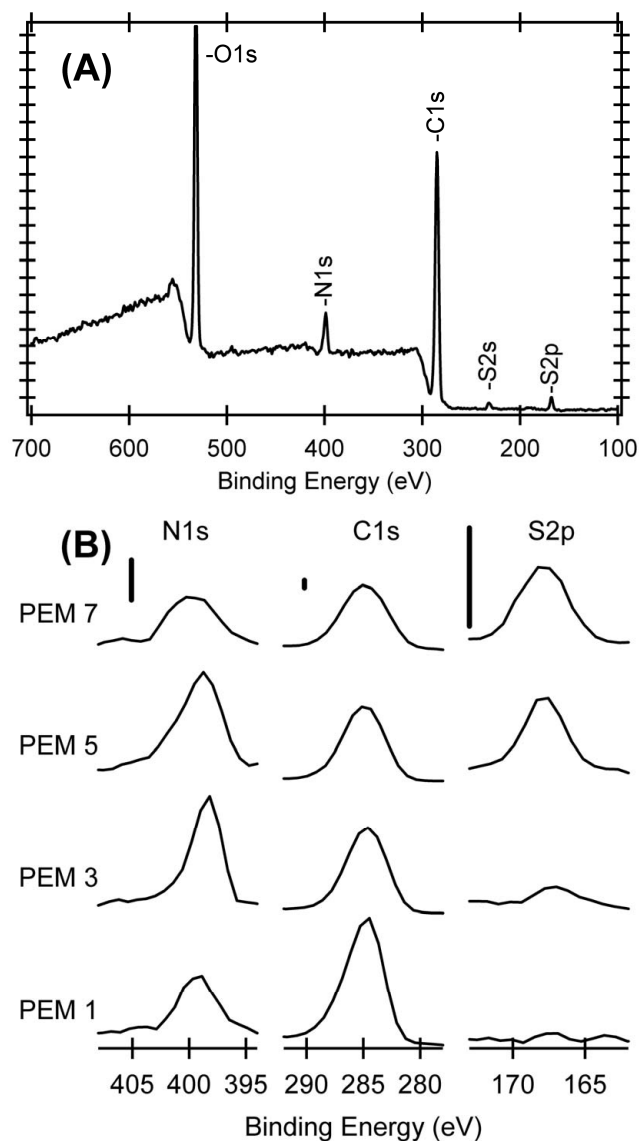 (A)
-O1s
-N1s
-C1s
-S2s
-S2p
700 600 500 400 300 200 100
Binding Energy (eV)
(B)
N1s C1s S2p
PEM 7
PEM 5
PEM 3
PEM 1
405 400 395 290 285 280 170 165
Binding Energy (eV)